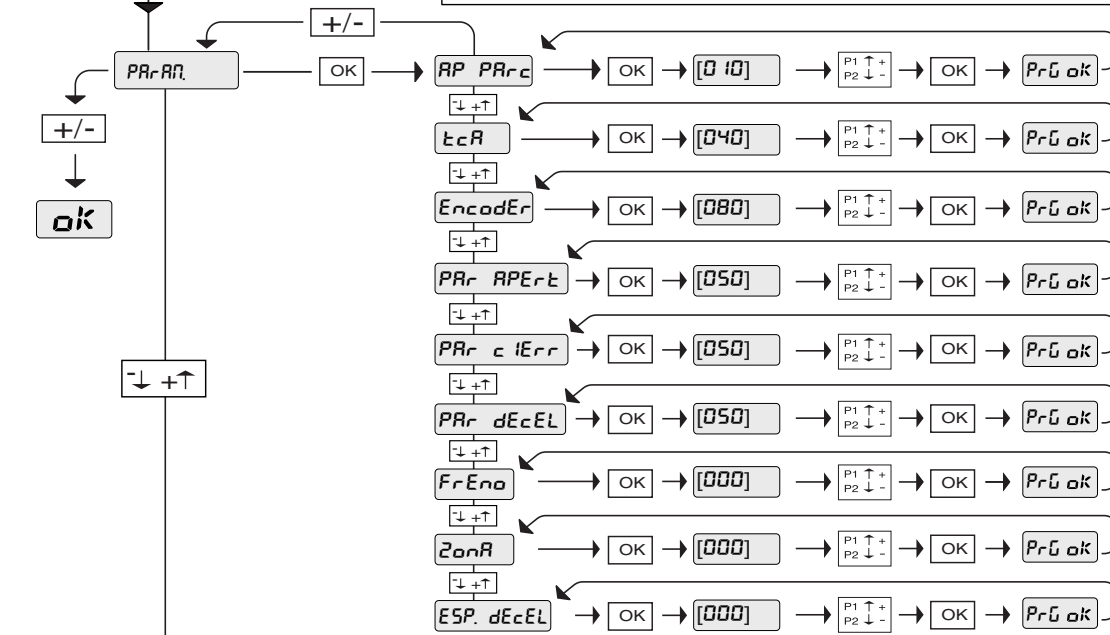 +/-
PArAM. OK AP PArc OK [010] P1 ↑ + OK PrG oK
P2 ↓ -
+/-
-↓ +↑
tcA OK [040] P1 ↑ + OK PrG oK
P2 ↓ -
-↓ +↑
oK
EncodEr OK [080] P1 ↑ + OK PrG oK
P2 ↓ -
-↓ +↑
PAr APErt OK [050] P1 ↑ + OK PrG oK
P2 ↓ -
-↓ +↑
PAr cIErr OK [050] P1 ↑ + OK PrG oK
P2 ↓ -
-↓ +↑
-↓ +↑
PAr dEcEL OK [050] P1 ↑ + OK PrG oK
P2 ↓ -
-↓ +↑
FrEno OK [000] P1 ↑ + OK PrG oK
P2 ↓ -
-↓ +↑
ZonA OK [000] P1 ↑ + OK PrG oK
P2 ↓ -
-↓ +↑
ESP. dEcEL OK [000] P1 ↑ + OK PrG oK
P2 ↓ -